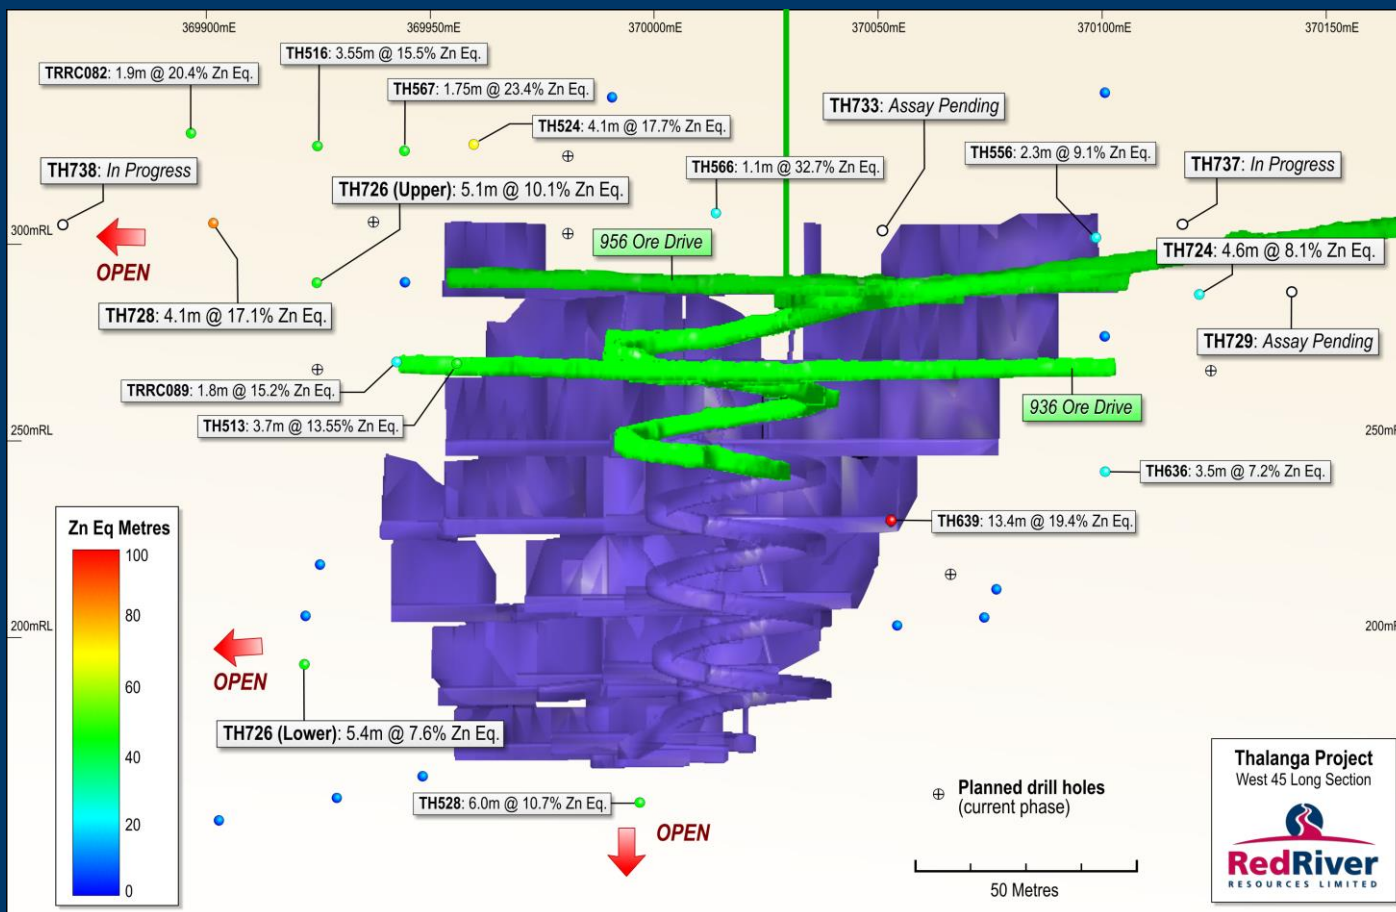 369900mE
369950mE
370000mE
370050mE
370100mE
370150mE
TH516: 3.55m @ 15.5% Zn Eq.
TRRC082: 1.9m @ 20.4% Zn Eq.
TH567: 1.75m @ 23.4% Zn Eq.
TH524: 4.1m @ 17.7% Zn Eq.
TH733: Assay Pending
TH738: In Progress
TH566: 1.1m @ 32.7% Zn Eq.
TH556: 2.3m @ 9.1% Zn Eq.
TH737: In Progress
TH726 (Upper): 5.1m @ 10.1% Zn Eq.
300mRL
300mRL
OPEN
956 Ore Drive
TH724: 4.6m @ 8.1% Zn Eq.
TH728: 4.1m @ 17.1% Zn Eq.
TH729: Assay Pending
TRRC089: 1.8m @ 15.2% Zn Eq.
936 Ore Drive
TH513: 3.7m @ 13.55% Zn Eq.
250mRL
250mRL
TH636: 3.5m @ 7.2% Zn Eq.
TH639: 13.4m @ 19.4% Zn Eq.
Zn Eq Metres
100
80
60
40
20
0
200mRL
200mR
OPEN
TH726 (Lower): 5.4m @ 7.6% Zn Eq.
TH528: 6.0m @ 10.7% Zn Eq.
OPEN
Planned drill holes
(current phase)
50 Metres
Thalanga Project
West 45 Long Section
RedRiver
RESOURCES LIMITED